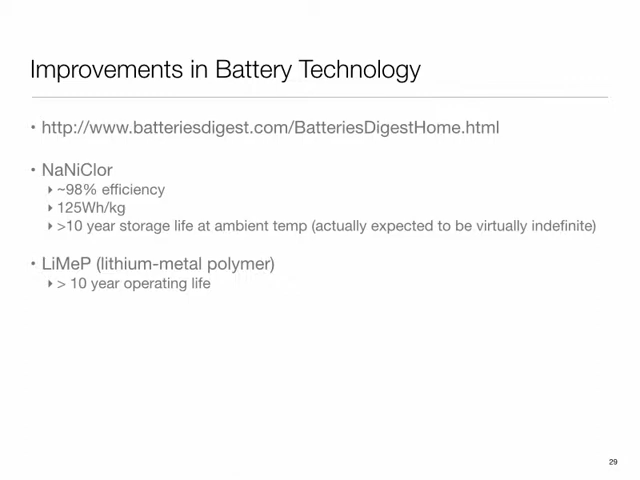 Improvements in Battery Technology
• http://www.batteriesdigest.com/BatteriesDigestHome.html
• NaNiClor
‣ ~98% efficiency
‣ 125Wh/kg
‣ >10 year storage life at ambient temp (actually expected to be virtually indefinite)
• LiMeP (lithium-metal polymer)
‣ > 10 year operating life
29